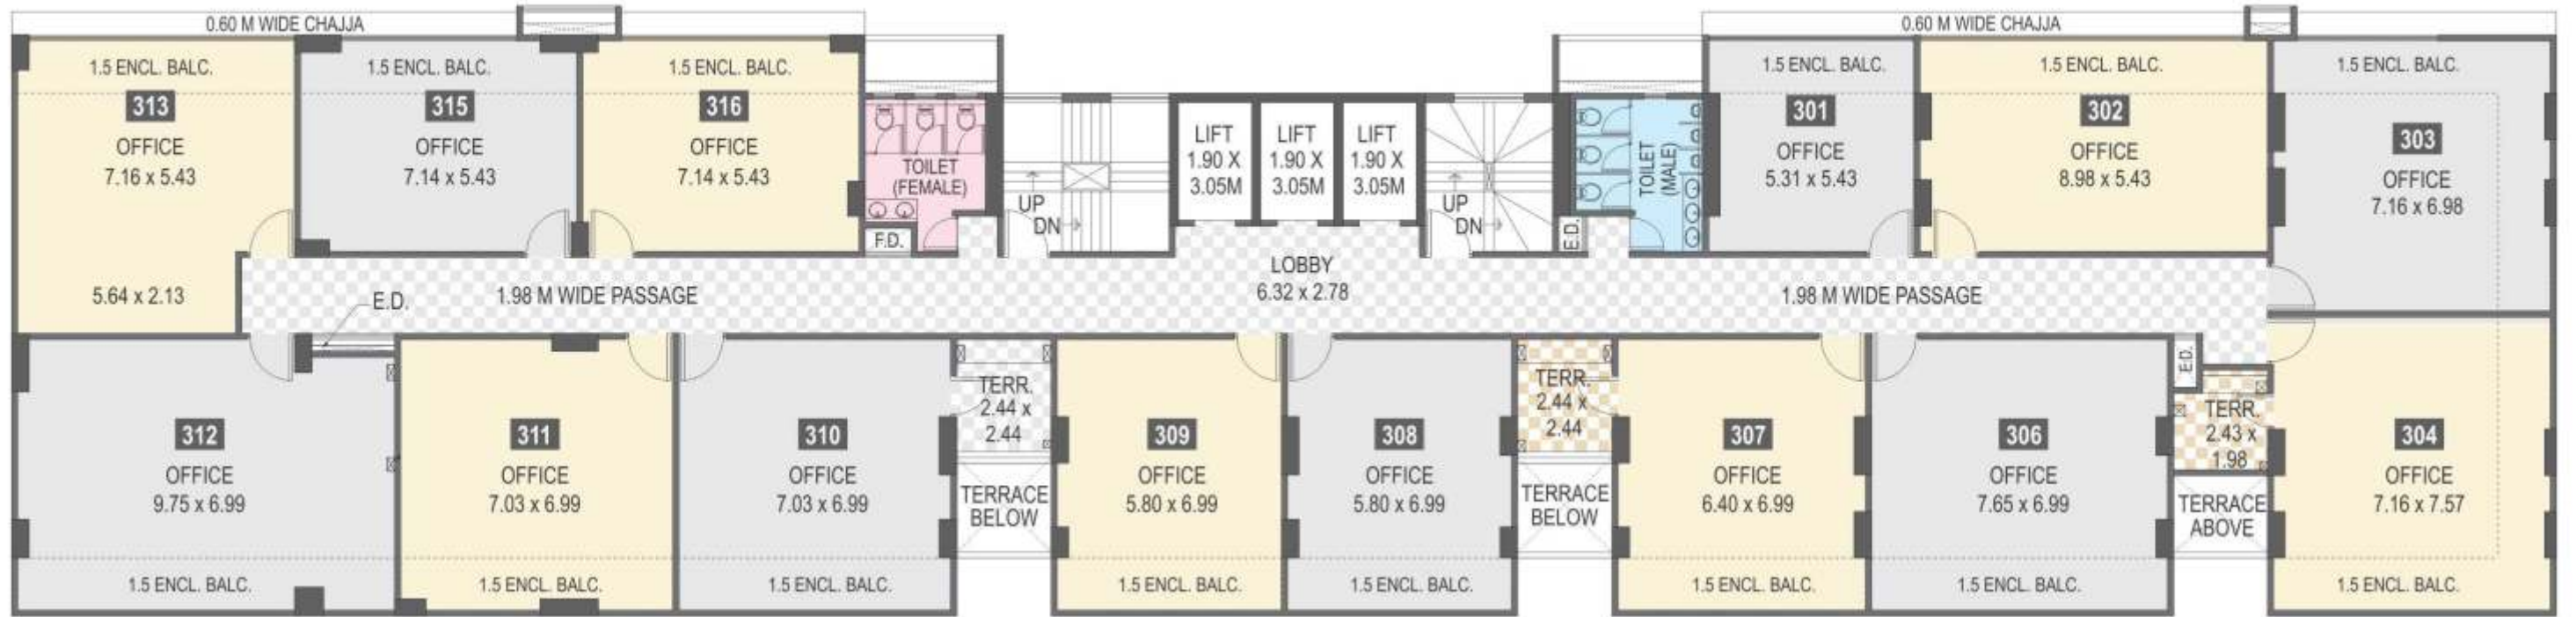 0.60 M WIDE CHAJJA
0.60 M WIDE CHAJJA
1.5 ENCL. BALC.
313
OFFICE
7.16 x 5.43
5.64 x 2.13
1.5 ENCL. BALC.
315
OFFICE
7.14 x 5.43
1.5 ENCL. BALC.
316
OFFICE
7.14 x 5.43
TOILET
(FEMALE)
F.D.
UP
DN
LIFT
1.90 X
3.05M
LIFT
1.90 X
3.05M
LIFT
1.90 X
3.05M
UP
DN
E.D.
TOILET
(MALE)
1.5 ENCL. BALC.
301
OFFICE
5.31 x 5.43
1.5 ENCL. BALC.
302
OFFICE
8.98 x 5.43
1.5 ENCL. BALC.
303
OFFICE
7.16 x 6.98
E.D.
1.98 M WIDE PASSAGE
LOBBY
6.32 x 2.78
1.98 M WIDE PASSAGE
312
OFFICE
9.75 x 6.99
1.5 ENCL. BALC.
311
OFFICE
7.03 x 6.99
1.5 ENCL. BALC.
310
OFFICE
7.03 x 6.99
1.5 ENCL. BALC.
TERR.
2.44 x
2.44
TERRACE
BELOW
309
OFFICE
5.80 x 6.99
1.5 ENCL. BALC.
308
OFFICE
5.80 x 6.99
1.5 ENCL. BALC.
TERR.
2.44 x
2.44
TERRACE
BELOW
307
OFFICE
6.40 x 6.99
1.5 ENCL. BALC.
306
OFFICE
7.65 x 6.99
1.5 ENCL. BALC.
E.D.
TERR.
2.43 x
1.98
TERRACE
ABOVE
304
OFFICE
7.16 x 7.57
1.5 ENCL. BALC.